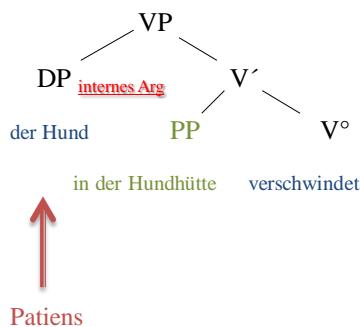 VP
DP internes Arg V´
der Hund PP V°
in der Hundhütte verschwindet
Patiens